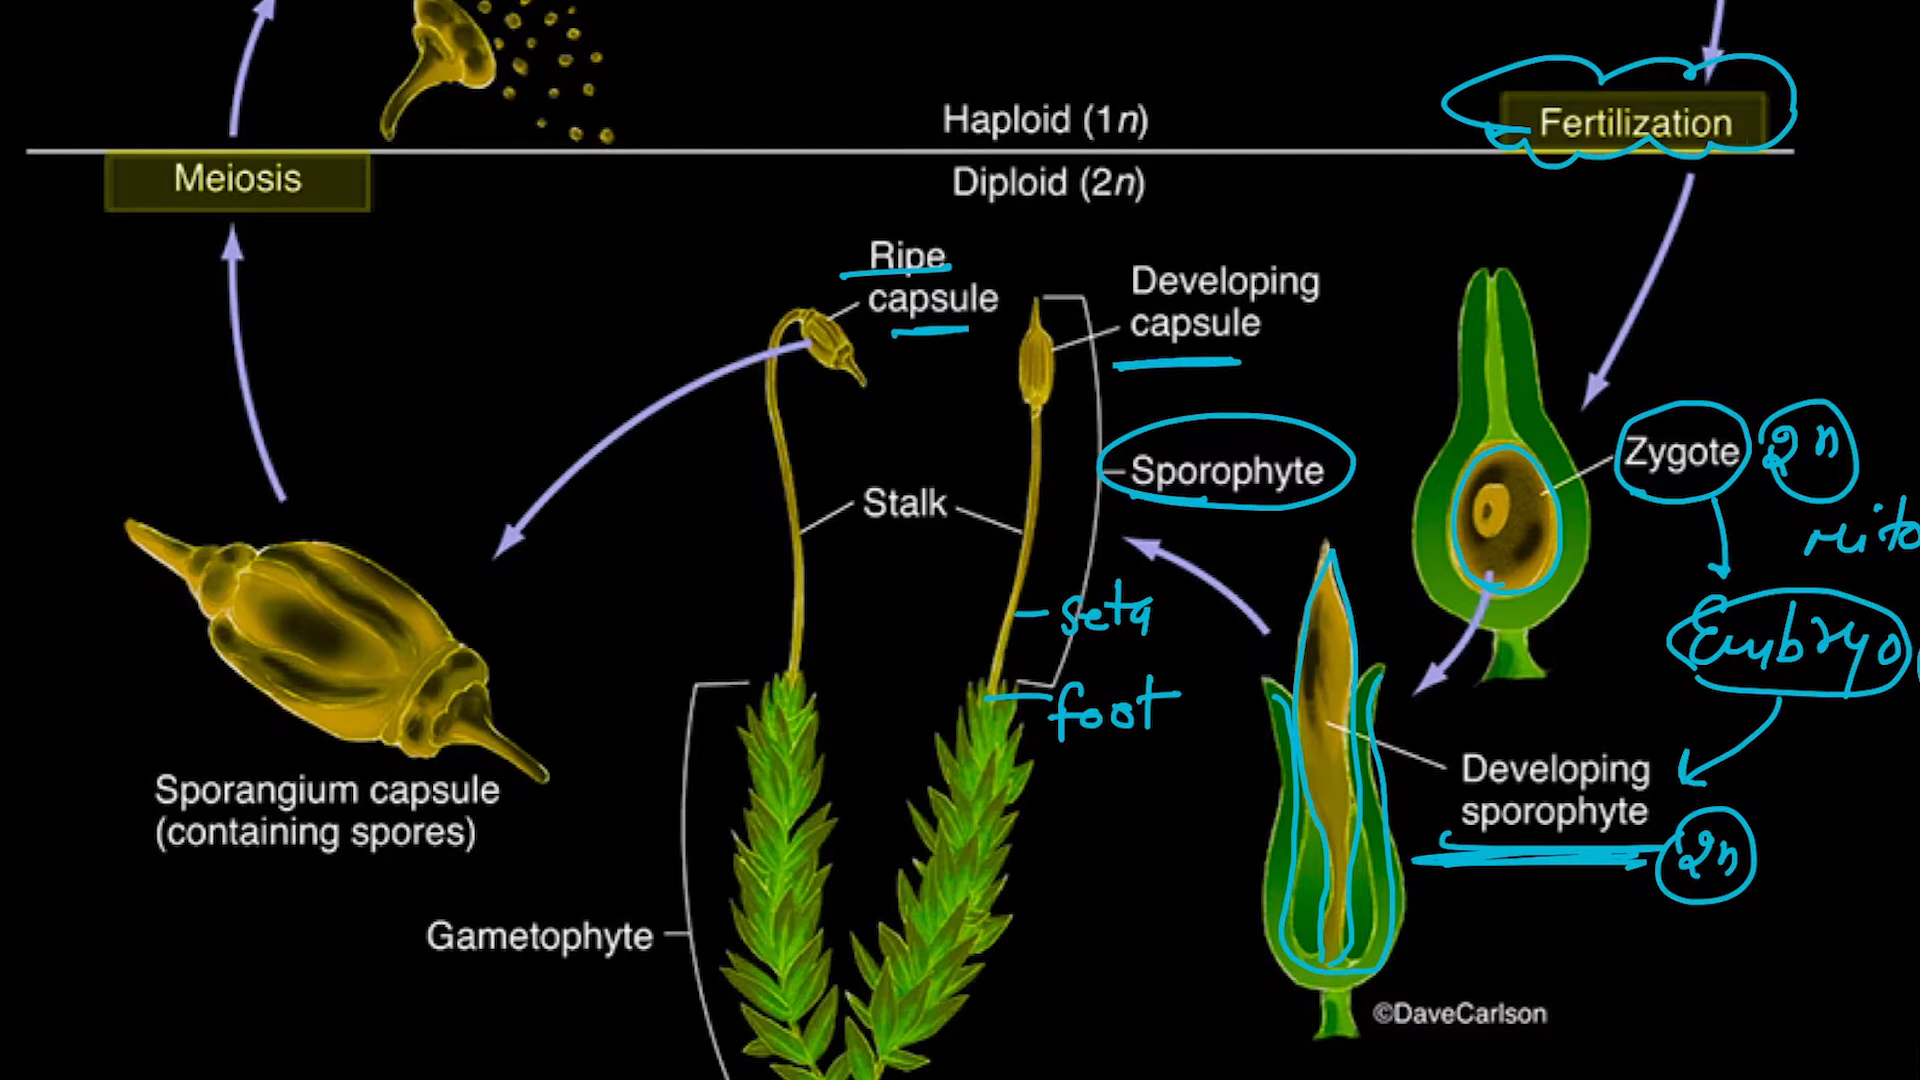 Haploid (1n)
Fertilization
Meiosis
Diploid (2n)
Ripe
capsule
Developing
capsule
Zygote 2n
Sporophyte
Stalk
seta
Embryo
foot
Developing
sporophyte
2n
Sporangium capsule
(containing spores)
Gametophyte
©DaveCarlson